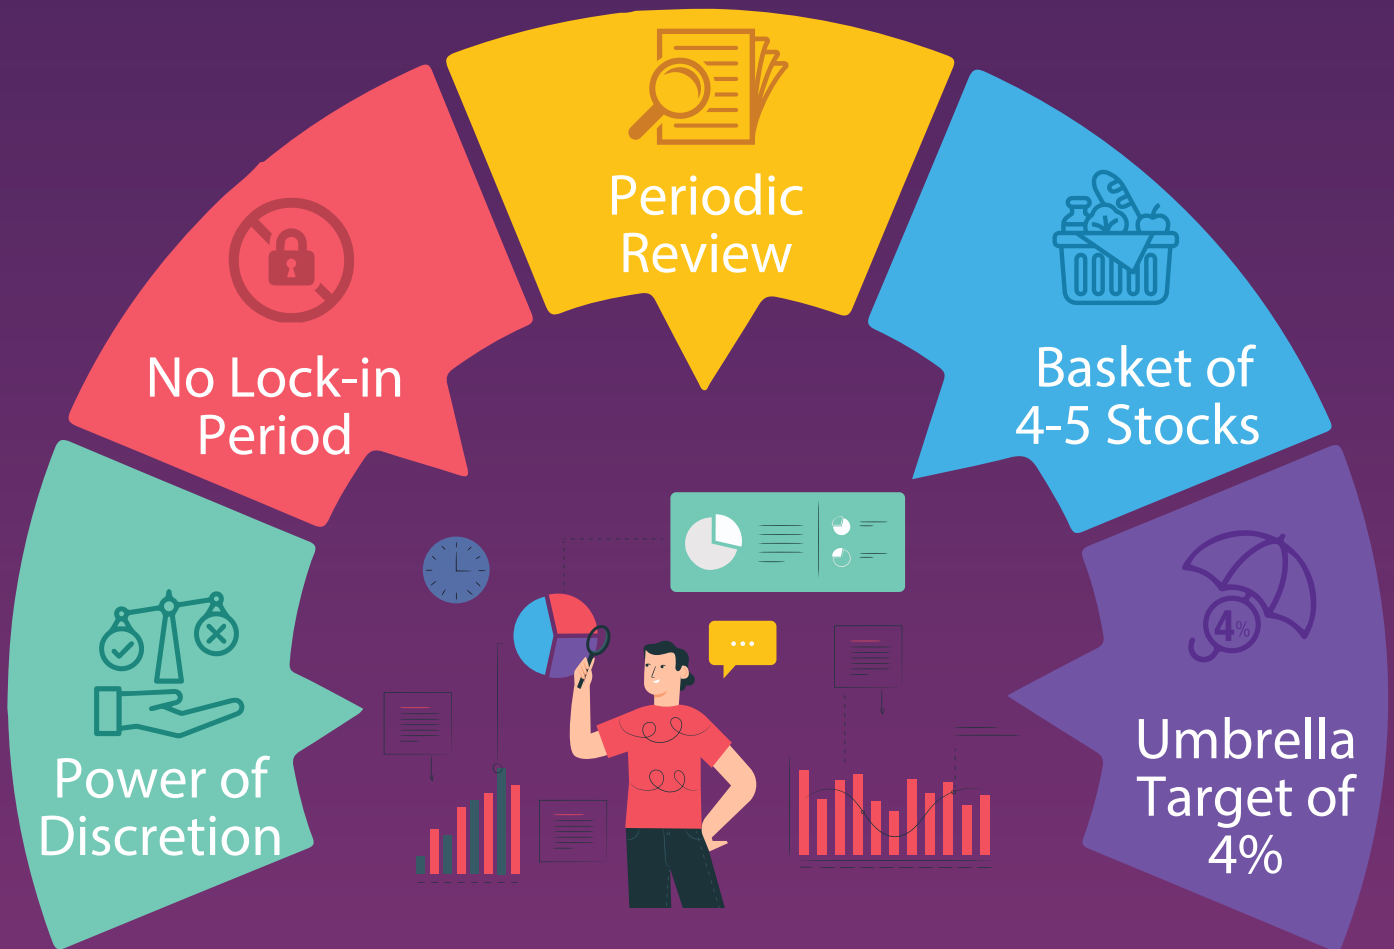 Periodic
Review
No Lock-in
Period
Basket of
4-5 Stocks
Power of
Discretion
4%
Umbrella
Target of
4%
...